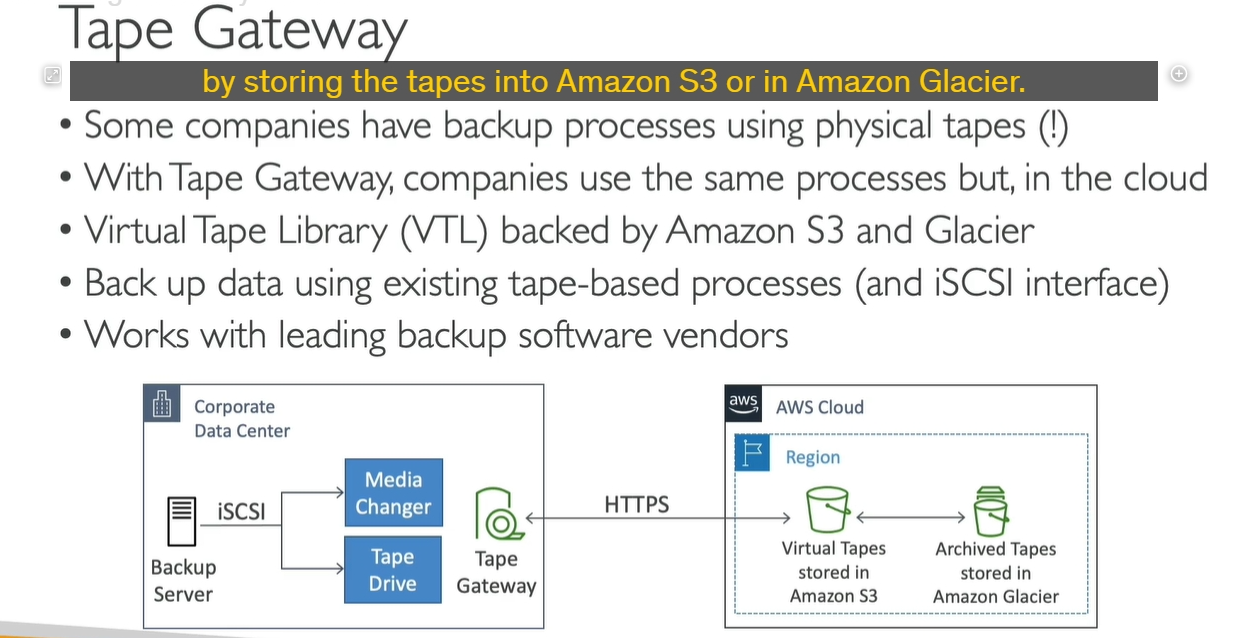 Tape Gateway
by storing the tapes into Amazon S3 or in Amazon Glacier.
• Some companies have backup processes using physical tapes (!)
• With Tape Gateway, companies use the same processes but, in the cloud
• Virtual Tape Library (VTL) backed by Amazon S3 and Glacier
• Back up data using existing tape-based processes (and iSCSI interface)
• Works with leading backup software vendors
Corporate
Data Center
iSCSI
Backup
Server
Media
Changer
Tape
Drive
Tape
Gateway
HTTPS
aws
AWS Cloud
Region
Virtual Tapes
stored in
Amazon S3
Archived Tapes
stored in
Amazon Glacier